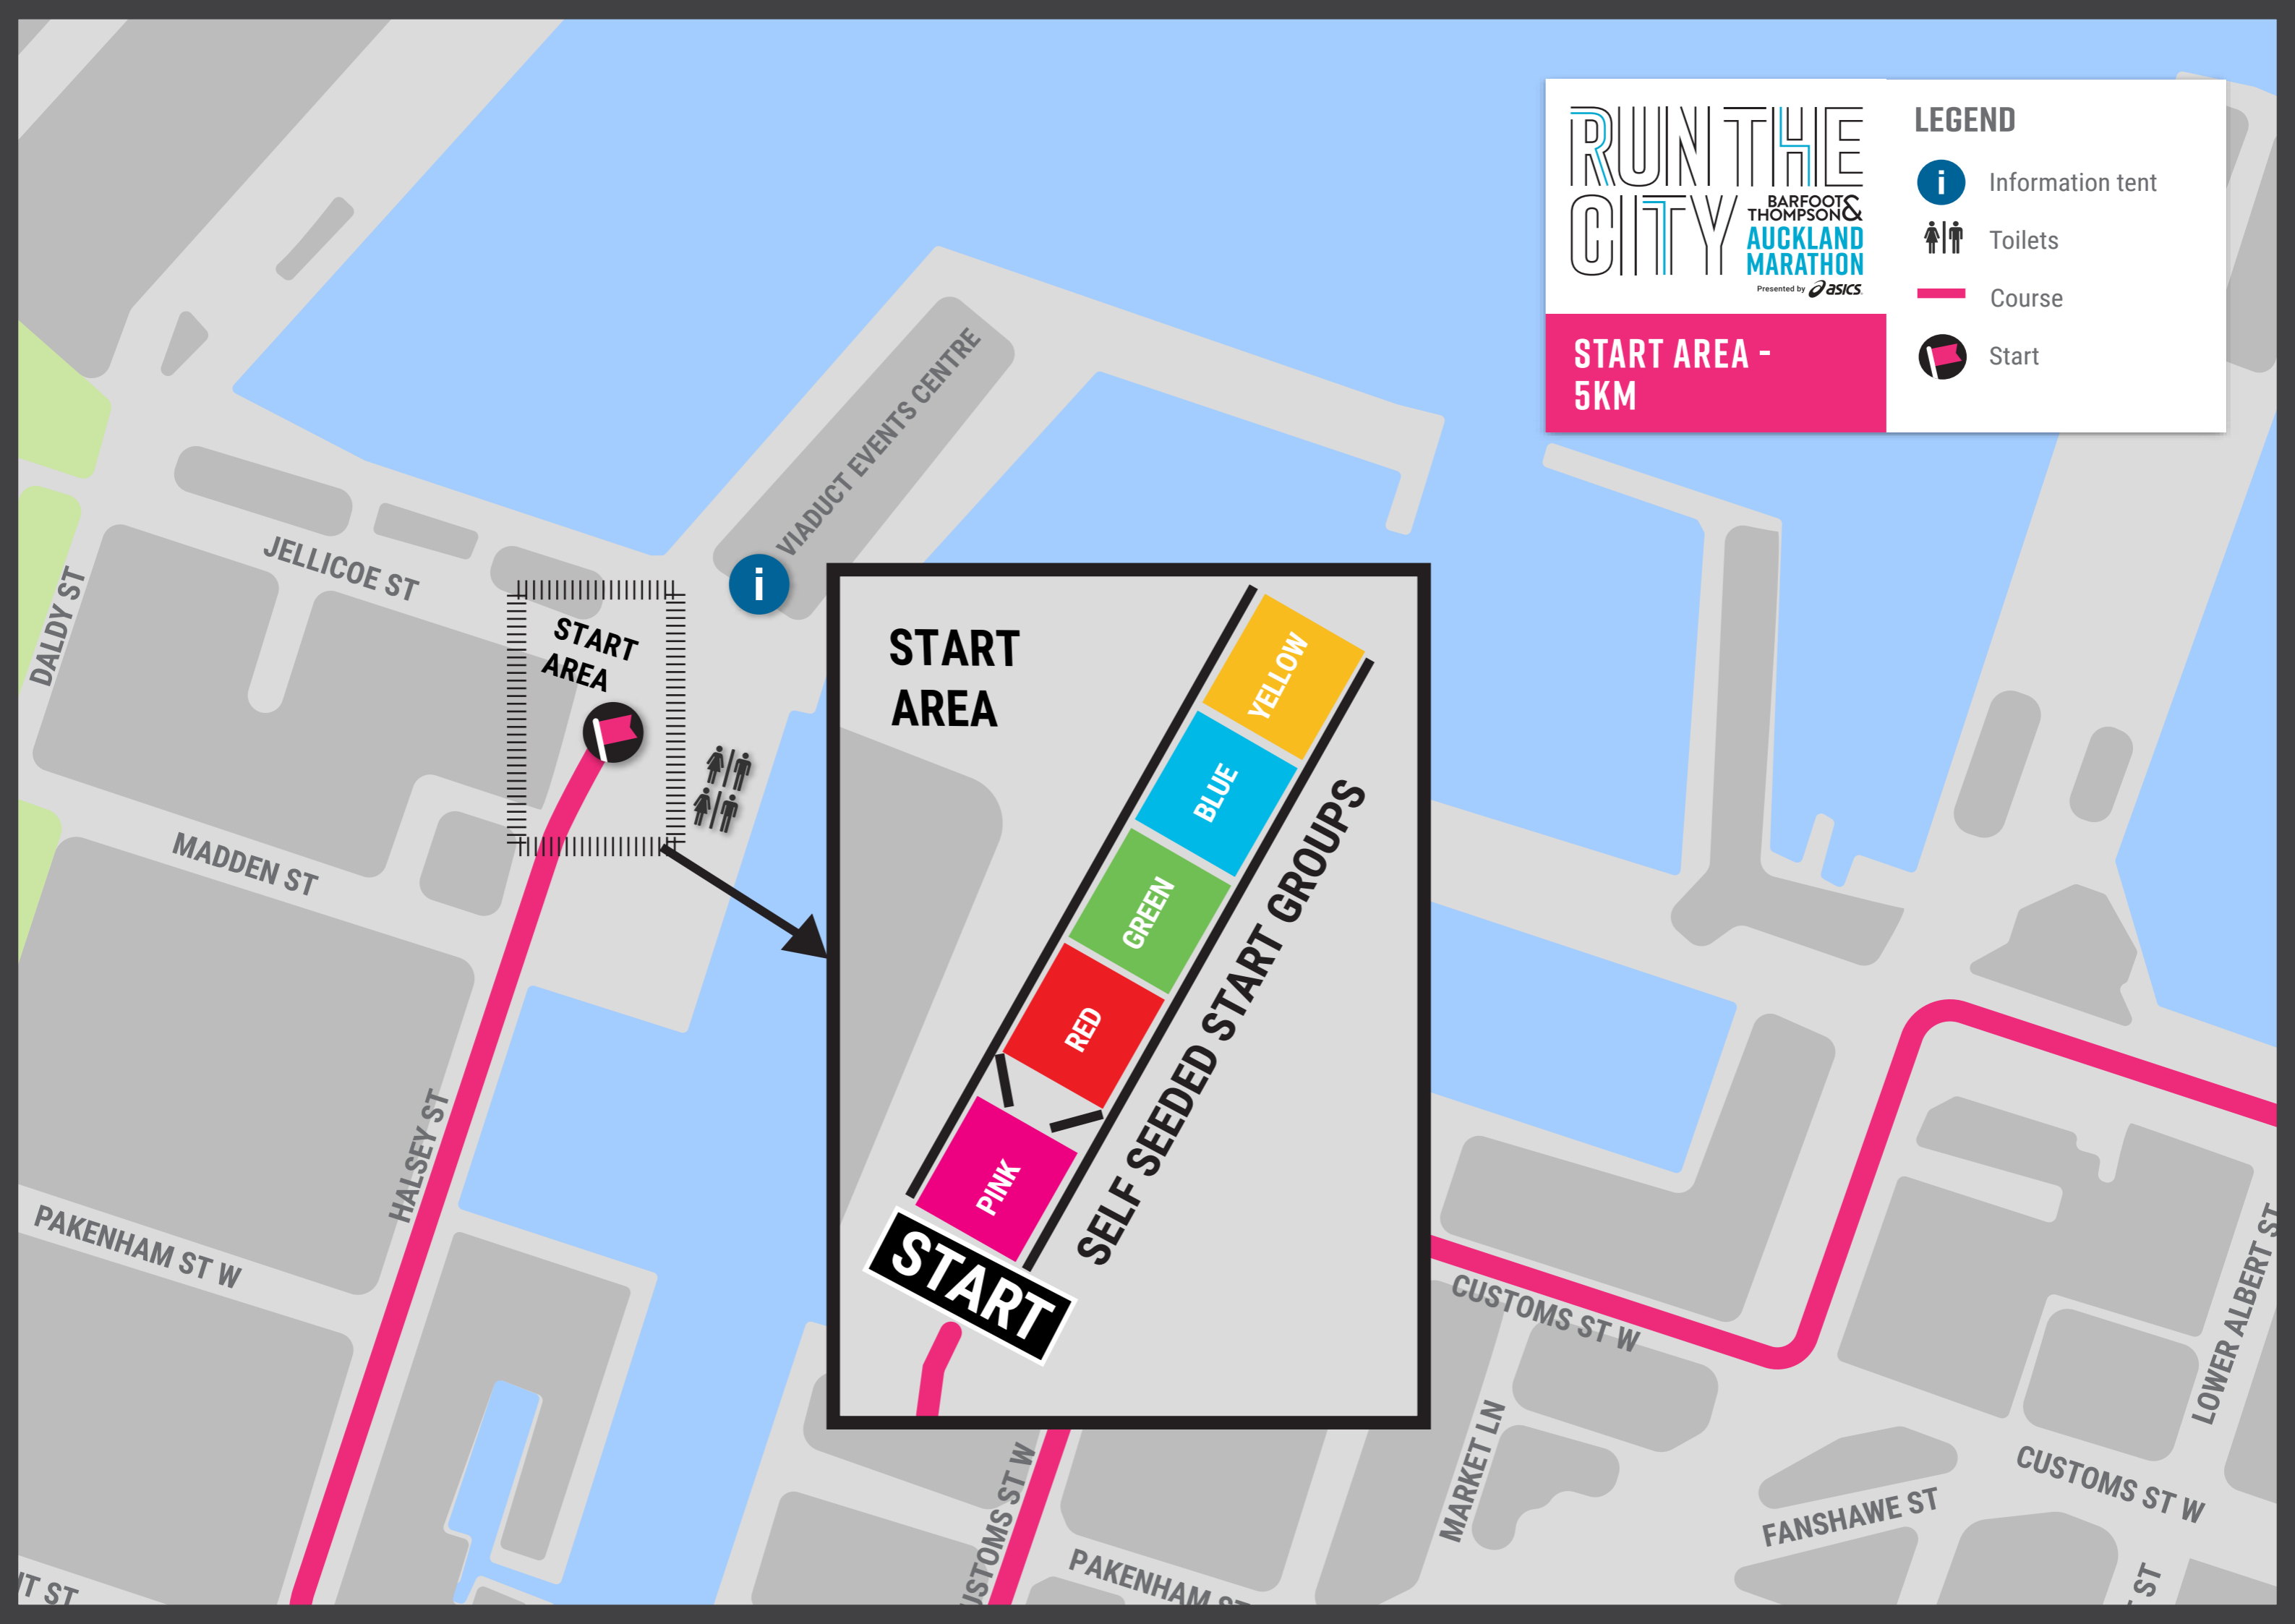 RUN THE
CITY
BARFOOT &
THOMPSON
AUCKLAND
MARATHON
Presented by asics
START AREA -
5KM
LEGEND
i
Information tent
Toilets
Course
Start
VIADUCT EVENTS CENTRE
i
JELLICOE ST
DALDY ST
START
AREA
MADDEN ST
HALSEY ST
PAKENHAM ST W
START
AREA
YELLOW
BLUE
GREEN
RED
PINK
SELF SEEDED START GROUPS
START
CUSTOMS ST W
LOWER ALBERT ST
MARKET LN
CUSTOMS ST W
FANSHAWE ST
ST W
PAKENHAM
ST
ST